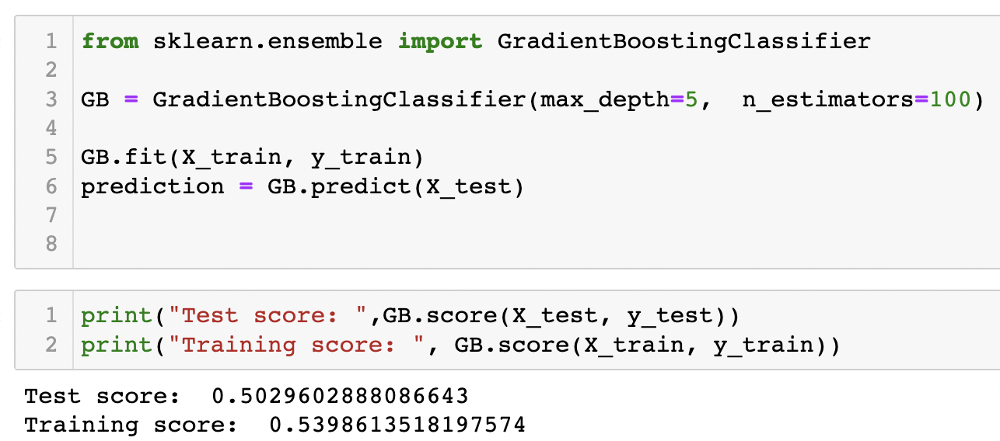 1 from sklearn.ensemble import GradientBoostingClassifier
2
3 GB = GradientBoostingClassifier(max_depth=5,  n_estimators=100)
4
5 GB.fit(X_train, y_train)
6 prediction = GB.predict(X_test)
7
8
1 print("Test score: ",GB.score(X_test, y_test))
2 print("Training score: ", GB.score(X_train, y_train))
Test score:  0.5029602888086643
Training score:  0.5398613518197574